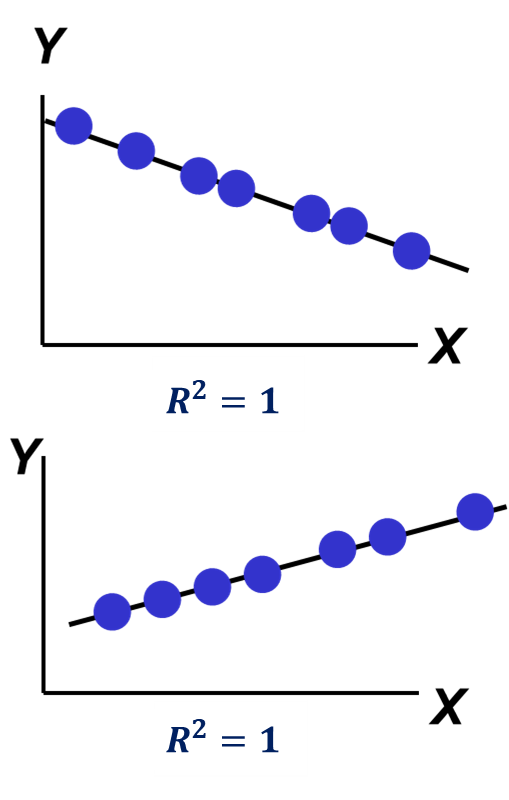 Y
X
R² = 1
Y
X
R² = 1